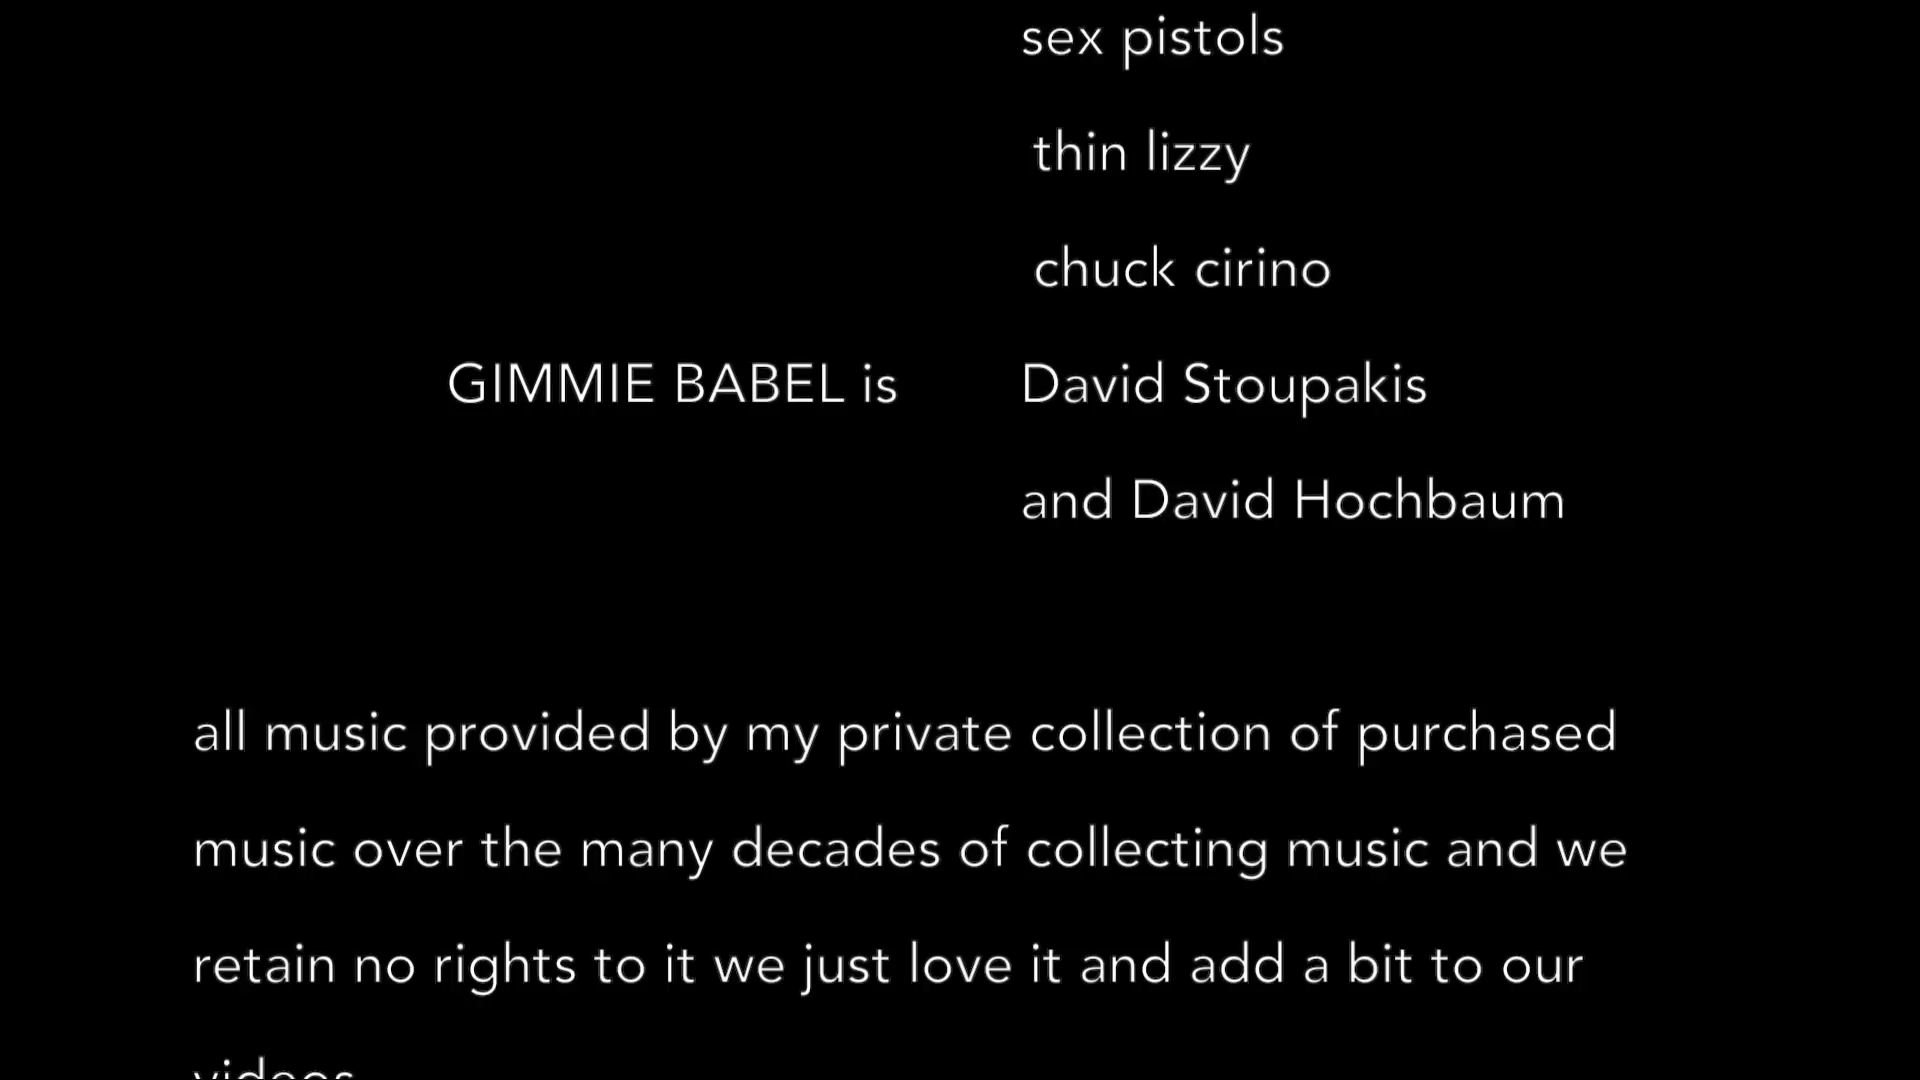 sex pistols
thin lizzy
chuck cirino
GIMMIE BABEL is David Stoupakis
and David Hochbaum
all music provided by my private collection of purchased
music over the many decades of collecting music and we
retain no rights to it we just love it and add a bit to our
videos